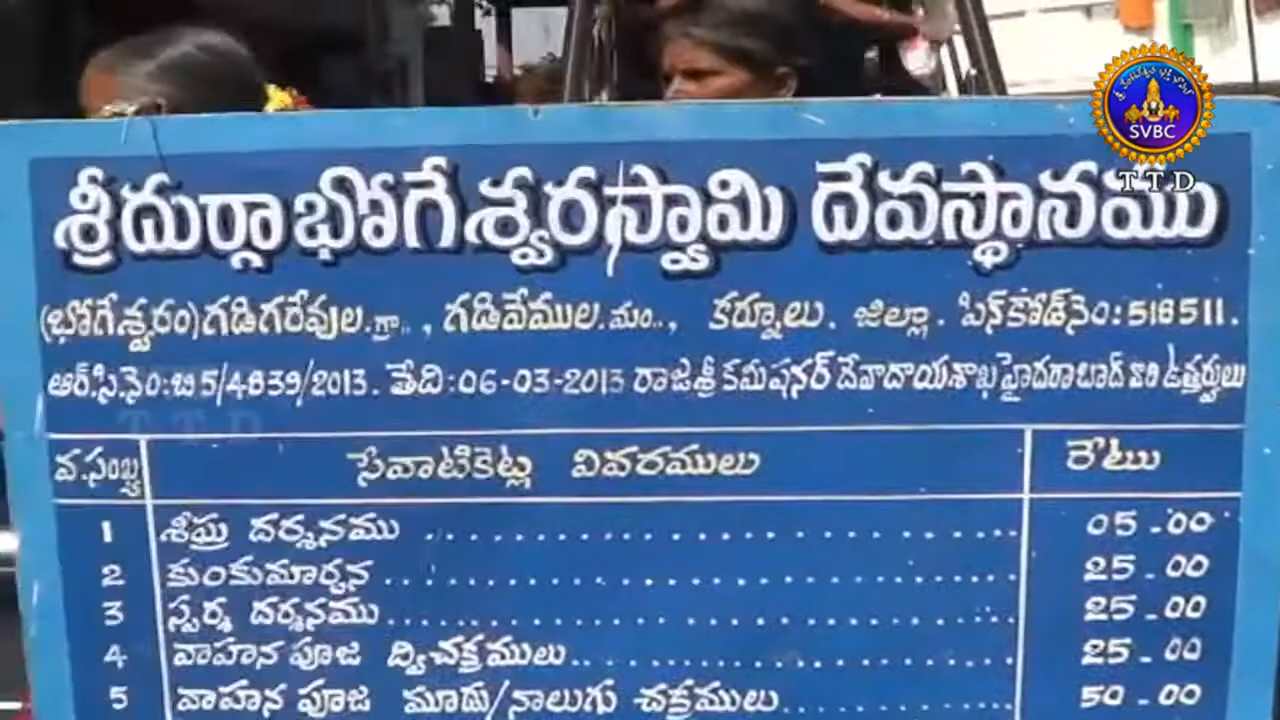 SVBC
T T D
శ్రీదుర్గాభోగేశ్వరస్వామి దేవస్థానము
(భోగేశ్వరం)గడిగరేవుల.గ్రా.. , గడివేముల.మం.., కర్నూలు. జిల్లా. పిన్‌కోడ్‌నెం:518511.
ఆర్.సి.నెం:బి5/4839/2013. తేది:06-03-2013 రాజశ్రీ కమీషనర్ దేవాదాయశాఖ హైదరాబాద్ వారి ఉత్తర్వులు
వ.సంఖ్య సేవాటికెట్ల వివరములు రేటు
1 శీఘ్ర దర్శనము 05-00
2 కుంకుమార్చన 25-00
3 స్పర్శ దర్శనము 25-00
4 వాహన పూజ ద్విచక్రములు 25-00
5 వాహన పూజ మూడు/నాలుగు చక్రములు 50-00